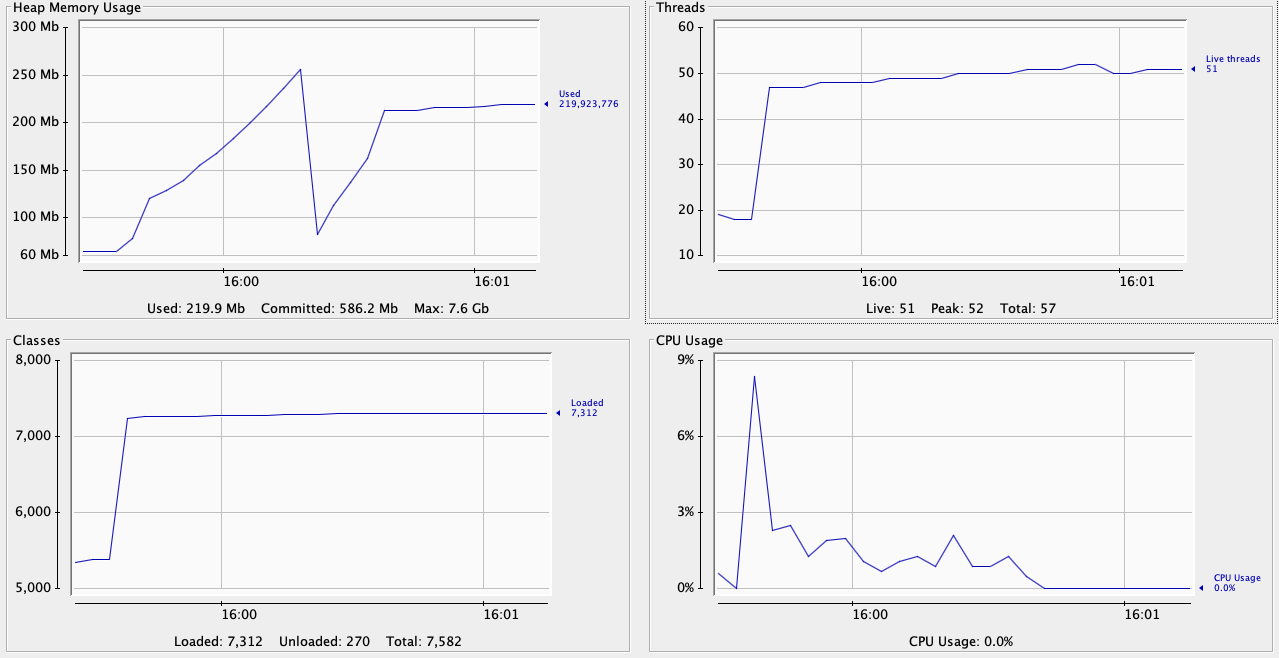 Heap Memory Usage
300 Mb
250 Mb
200 Mb
150 Mb
100 Mb
60 Mb
Used
219,923,776
16:00
16:01
Used: 219.9 Mb Committed: 586.2 Mb Max: 7.6 Gb
Threads
60
50
40
30
20
10
Live threads
51
16:00
16:01
Live: 51 Peak: 52 Total: 57
Classes
8,000
7,000
6,000
5,000
Loaded
7,312
16:00
16:01
Loaded: 7,312 Unloaded: 270 Total: 7,582
CPU Usage
9%
6%
3%
0%
CPU Usage
0.0%
16:00
16:01
CPU Usage: 0.0%